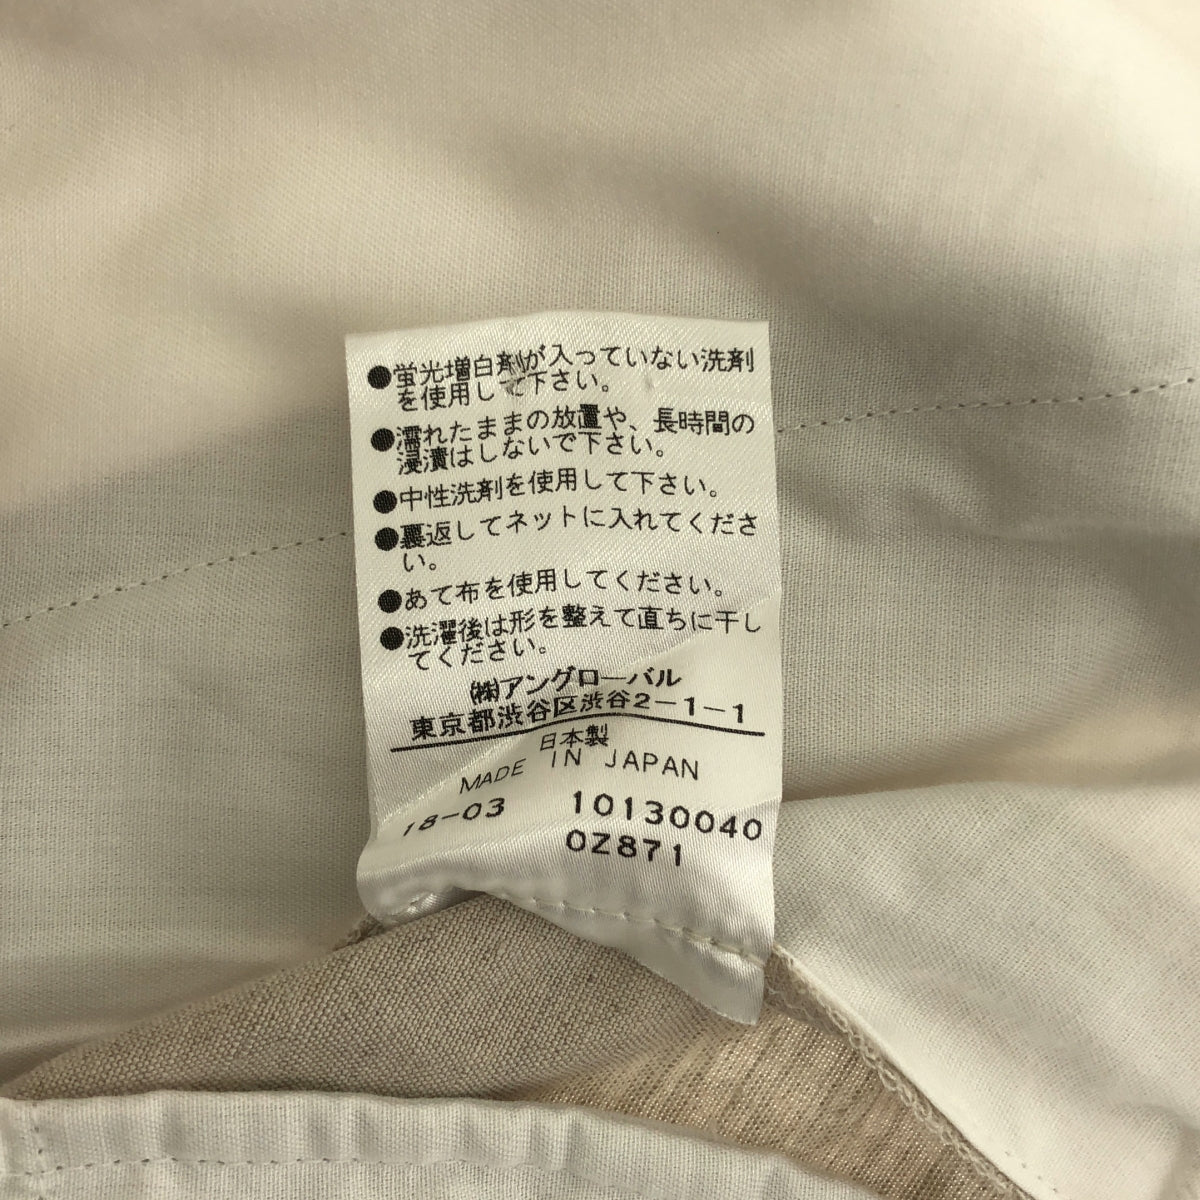 ●蛍光増白剤が入っていない洗剤
を使用して下さい。
●濡れたままの放置や、長時間の
浸漬はしないで下さい。
●中性洗剤を使用して下さい。
●裏返してネットに入れてくださ
い。
●あて布を使用してください。
●洗濯後は形を整えて直ちに干し
てください。
㈱アングローバル
東京都渋谷区渋谷2-1-1
日本製
MADE IN JAPAN
18-03 10130040
0Z871